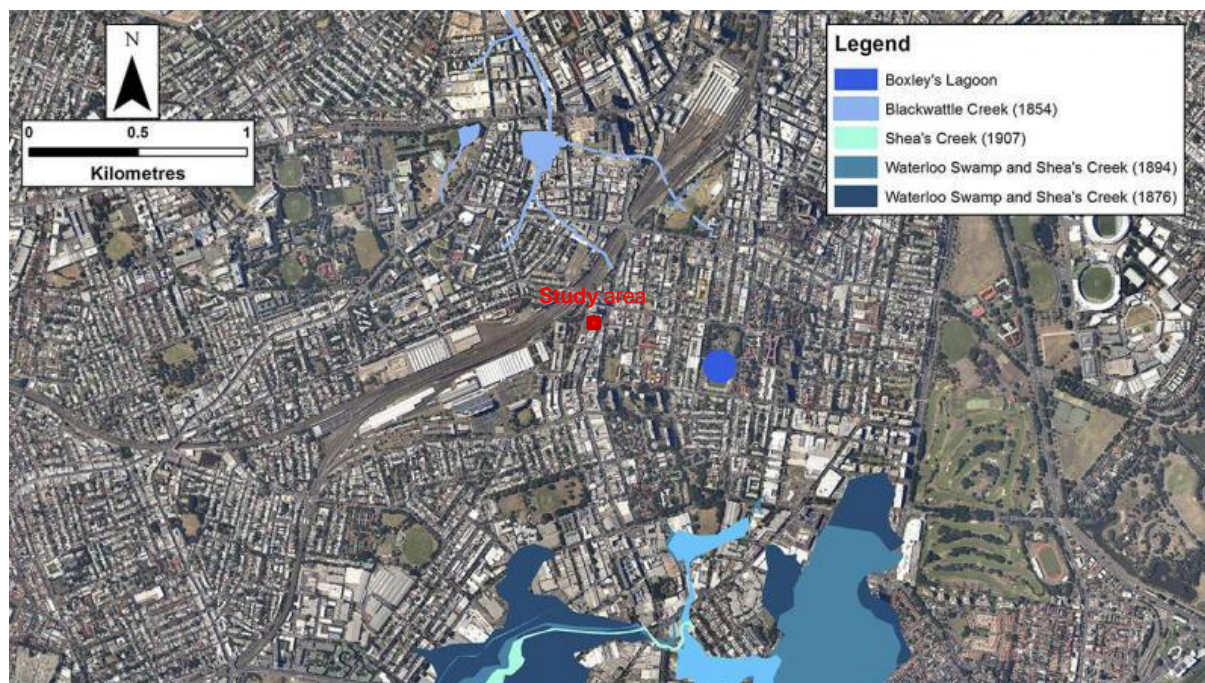 N
0 0.5 1
Kilometres
Legend
Boxley's Lagoon
Blackwattle Creek (1854)
Shea's Creek (1907)
Waterloo Swamp and Shea's Creek (1894)
Waterloo Swamp and Shea's Creek (1876)
Study area